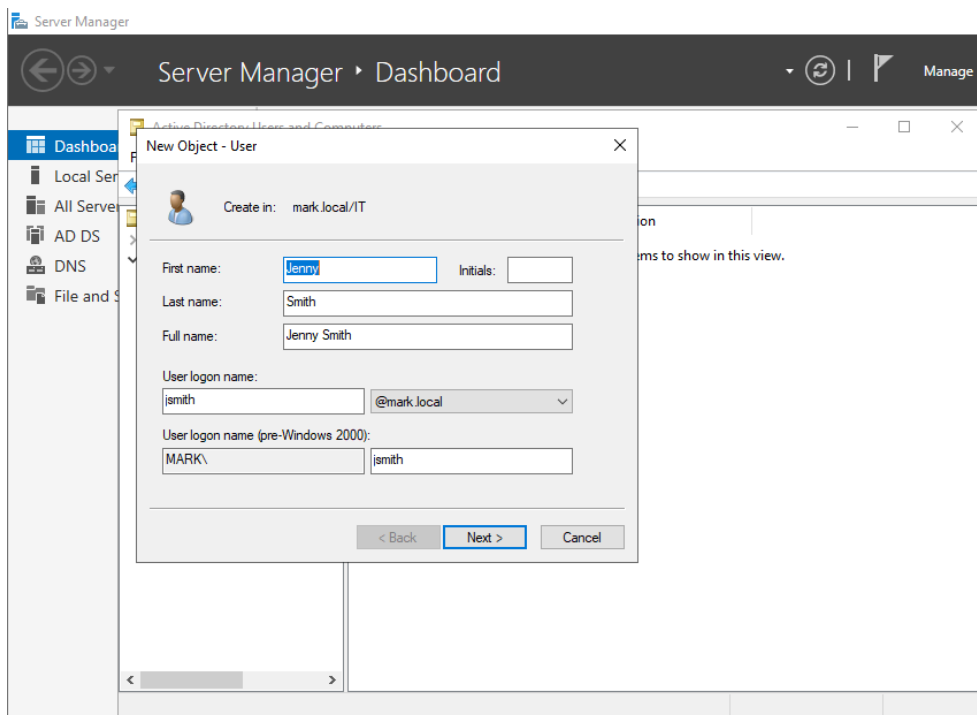 Server Manager
Server Manager ‣ Dashboard
Manage
Active Directory Users and Computers
Dashboa
Local Ser
All Server
AD DS
DNS
File and S
New Object - User
Create in: mark.local/IT
First name: Jenny Initials:
Last name: Smith
Full name: Jenny Smith
User logon name:
jsmith @mark.local
User logon name (pre-Windows 2000):
MARK\ jsmith
< Back Next > Cancel
ion
ems to show in this view.